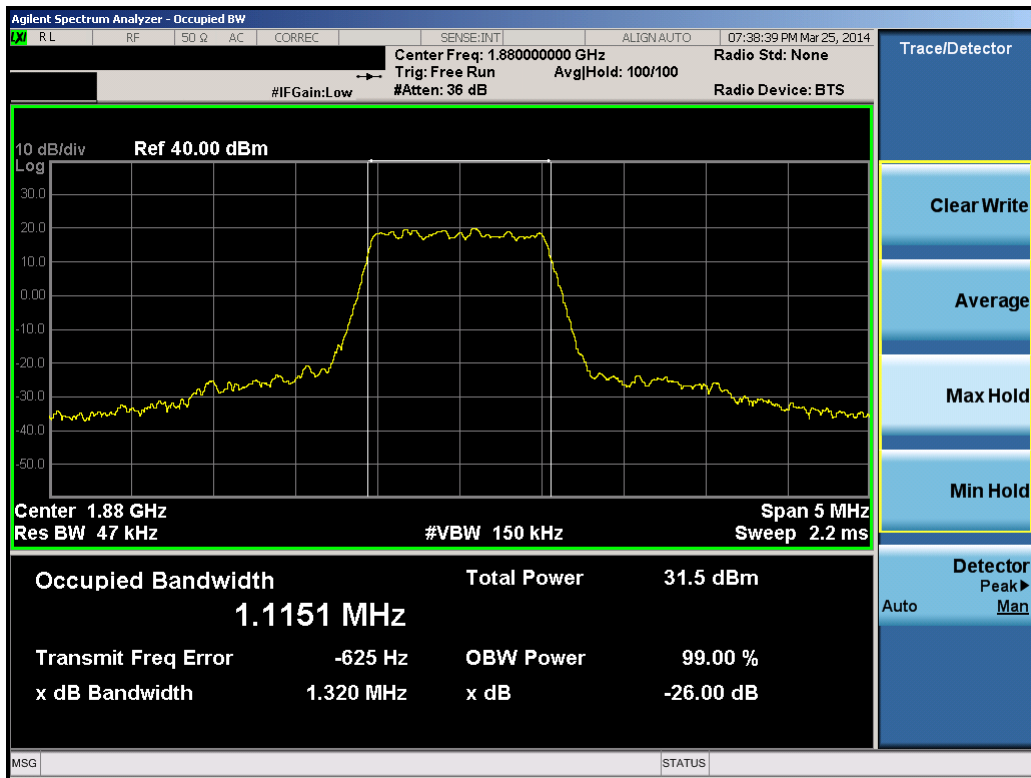 Agilent Spectrum Analyzer - Occupied BW
LXI RL RF 50 Ω AC CORREC SENSE:INT ALIGN AUTO 07:38:39 PM Mar 25, 2014
Center Freq: 1.880000000 GHz Radio Std: None
Trig: Free Run Avg|Hold: 100/100
#IFGain:Low #Atten: 36 dB Radio Device: BTS
10 dB/div Ref 40.00 dBm
Log
30.0
20.0
10.0
0.00
-10.0
-20.0
-30.0
-40.0
-50.0
Center 1.88 GHz Span 5 MHz
Res BW 47 kHz #VBW 150 kHz Sweep 2.2 ms
Occupied Bandwidth Total Power 31.5 dBm
1.1151 MHz
Transmit Freq Error -625 Hz OBW Power 99.00 %
x dB Bandwidth 1.320 MHz x dB -26.00 dB
MSG STATUS
Trace/Detector
Clear Write
Average
Max Hold
Min Hold
Detector
Peak▶
Auto Man